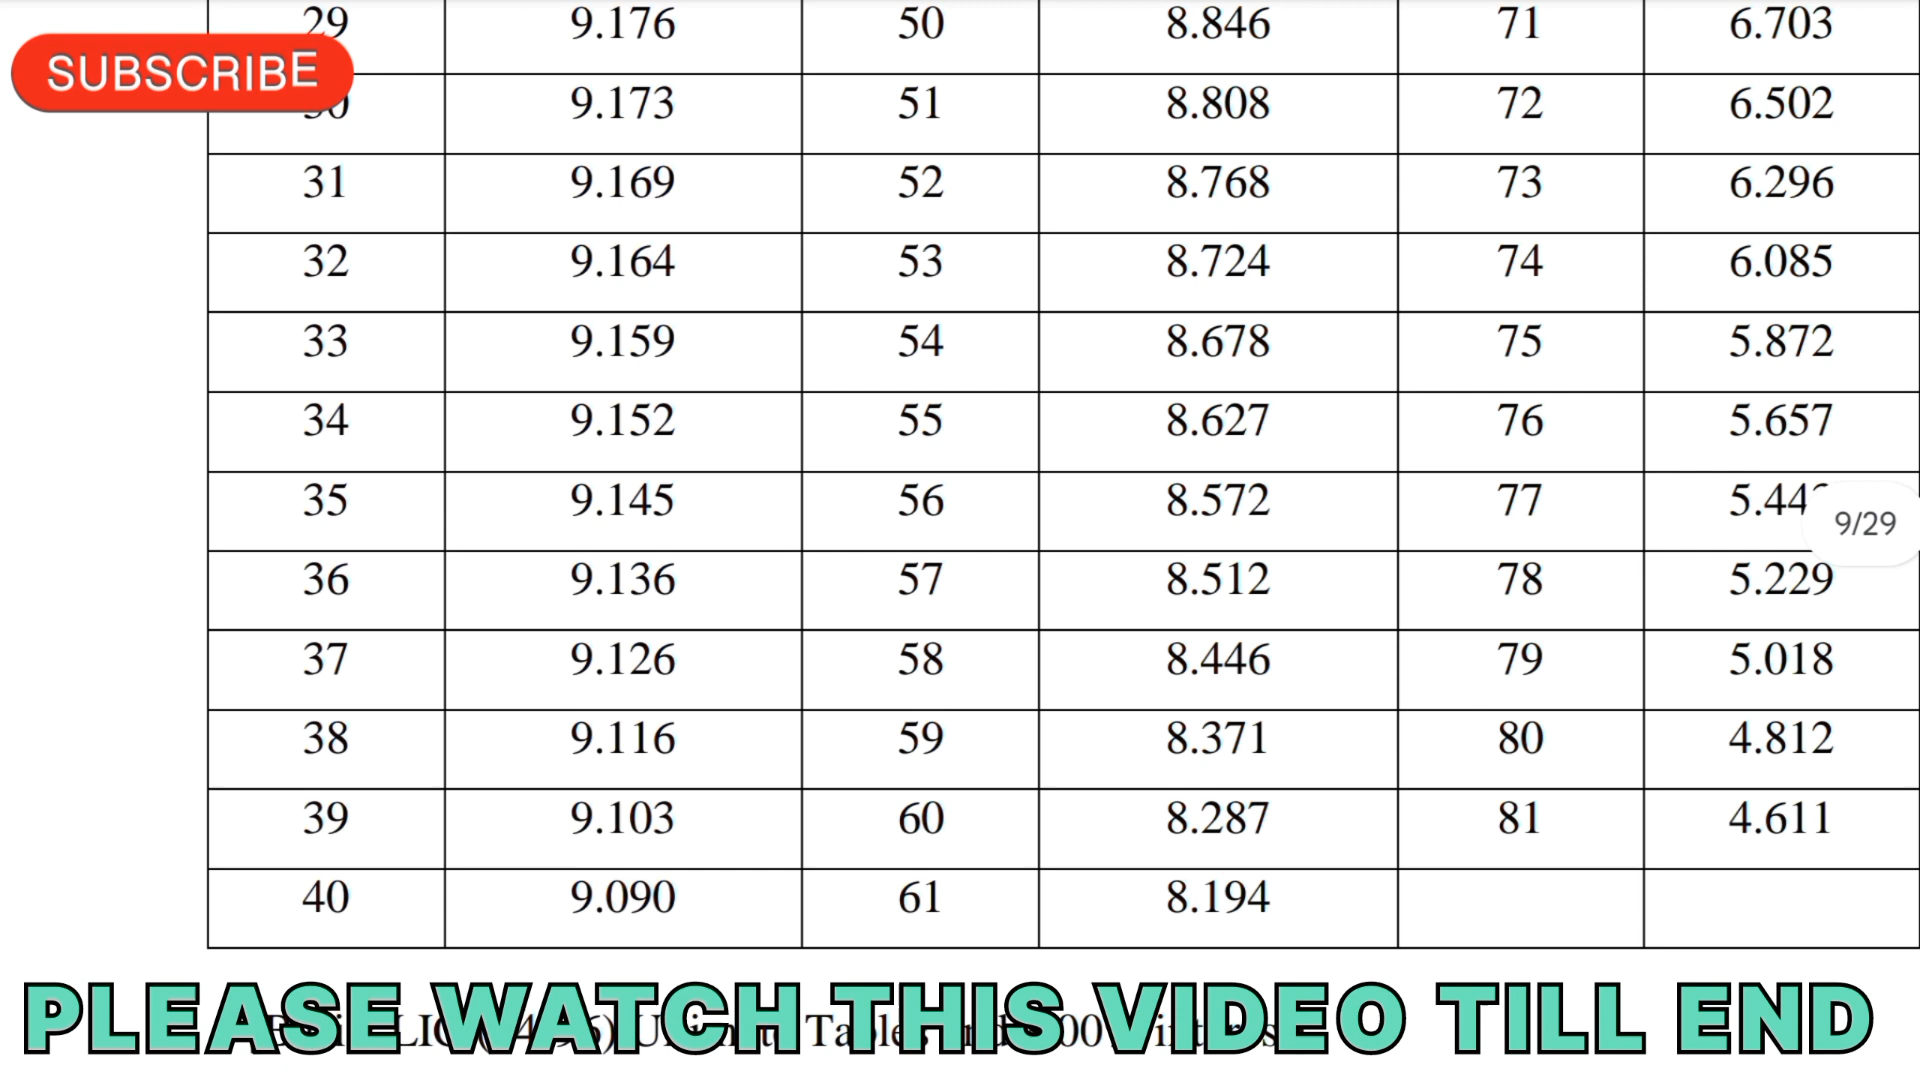 29 9.176 50 8.846 71 6.703
SUBSCRIBE
9.173 51 8.808 72 6.502
31 9.169 52 8.768 73 6.296
32 9.164 53 8.724 74 6.085
33 9.159 54 8.678 75 5.872
34 9.152 55 8.627 76 5.657
35 9.145 56 8.572 77
9/29
36 9.136 57 8.512 78 5.229
37 9.126 58 8.446 79 5.018
38 9.116 59 8.371 80 4.812
39 9.103 60 8.287 81 4.611
40 9.090 61 8.194
PLEASE WATCH THIS VIDEO TILL END